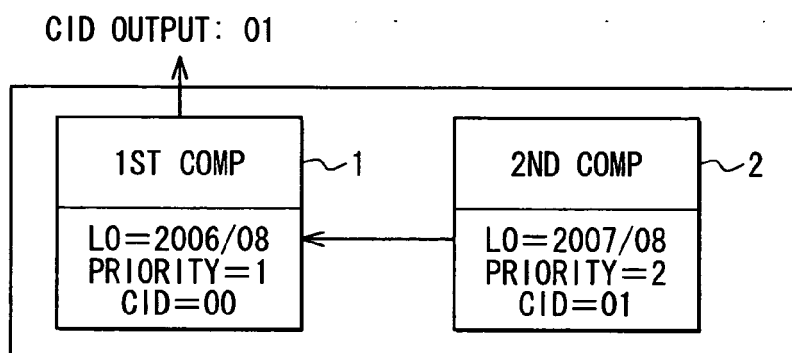 CID OUTPUT: 01
1ST COMP
1
LO=2006/08
PRIORITY=1
CID=00
2ND COMP
2
LO=2007/08
PRIORITY=2
CID=01